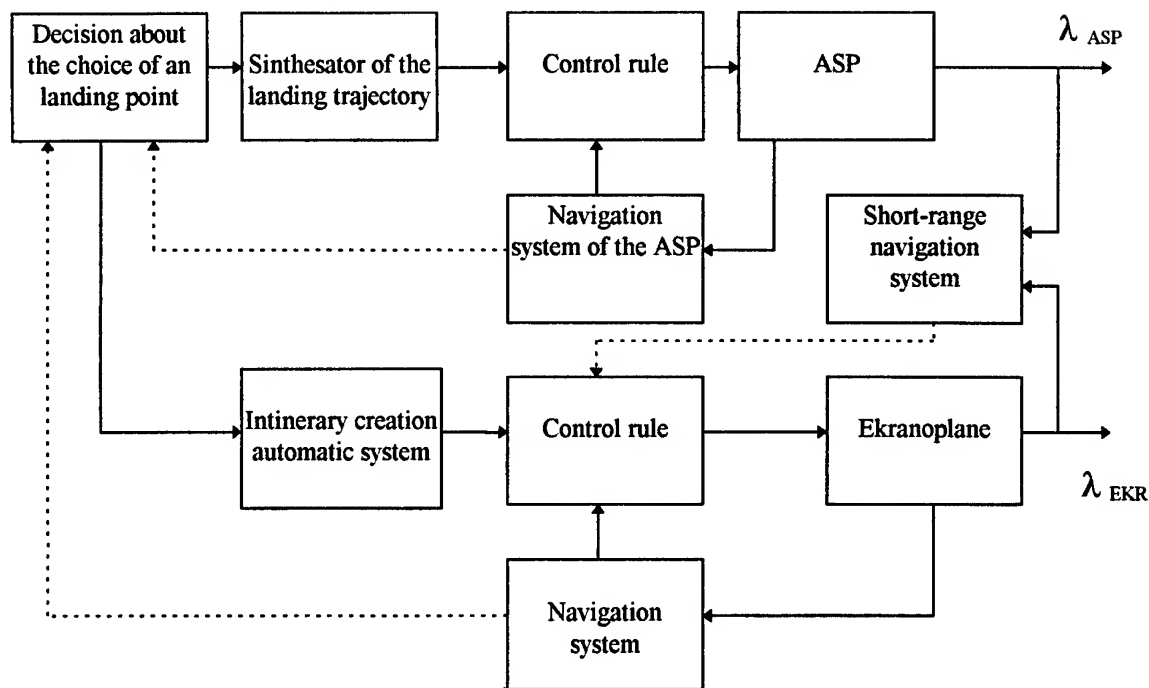 Decision about
the choice of an
landing point
Sinthesator of the
landing trajectory
Control rule
ASP
λ ASP
Navigation
system of the ASP
Short-range
navigation
system
Intinerary creation
automatic system
Control rule
Ekranoplane
λ EKR
Navigation
system